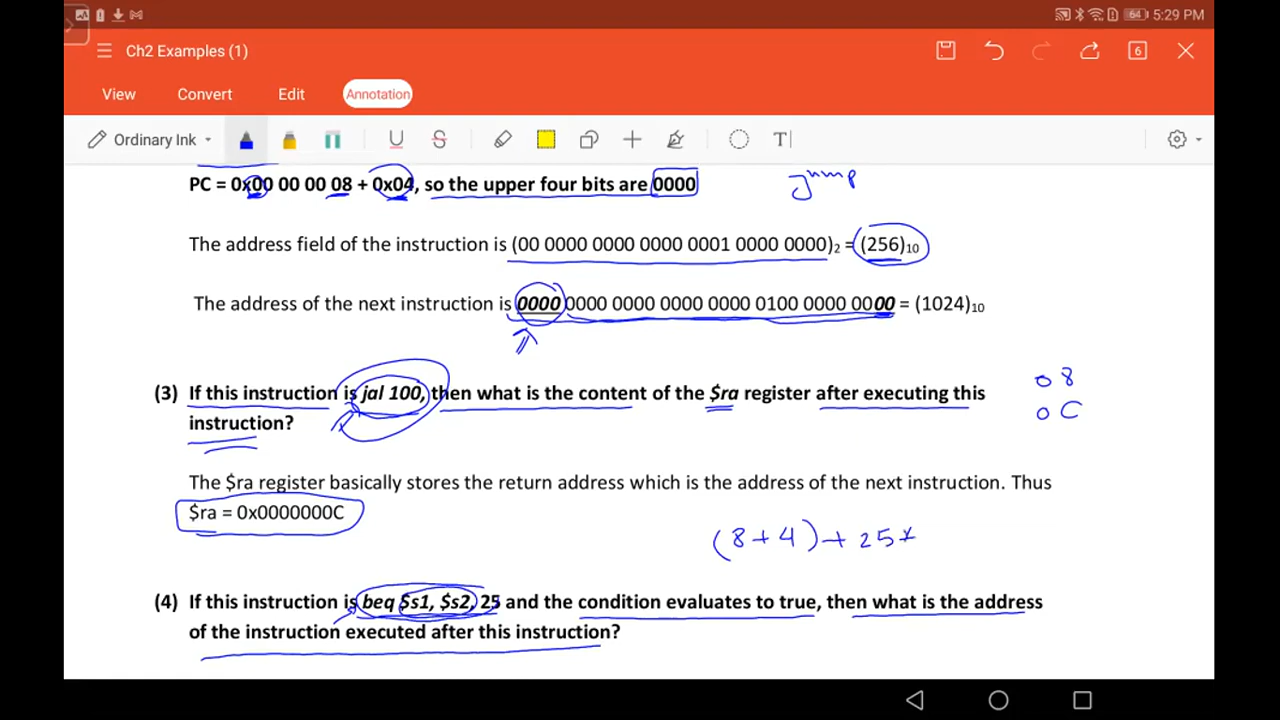 64 5:29 PM
Ch2 Examples (1)
6
View Convert Edit Annotation
Ordinary Ink
T
PC = 0x00 00 00 08 + 0x04, so the upper four bits are 0000
Jump
The address field of the instruction is (00 0000 0000 0000 0001 0000 0000)2 = (256)10
The address of the next instruction is 0000 0000 0000 0000 0000 0100 0000 0000 = (1024)10
(3) If this instruction is jal 100, then what is the content of the $ra register after executing this
instruction?
08
0C
The $ra register basically stores the return address which is the address of the next instruction. Thus
$ra = 0x0000000C
(8+4)+25*
(4) If this instruction is beq $s1, $s2, 25 and the condition evaluates to true, then what is the address
of the instruction executed after this instruction?